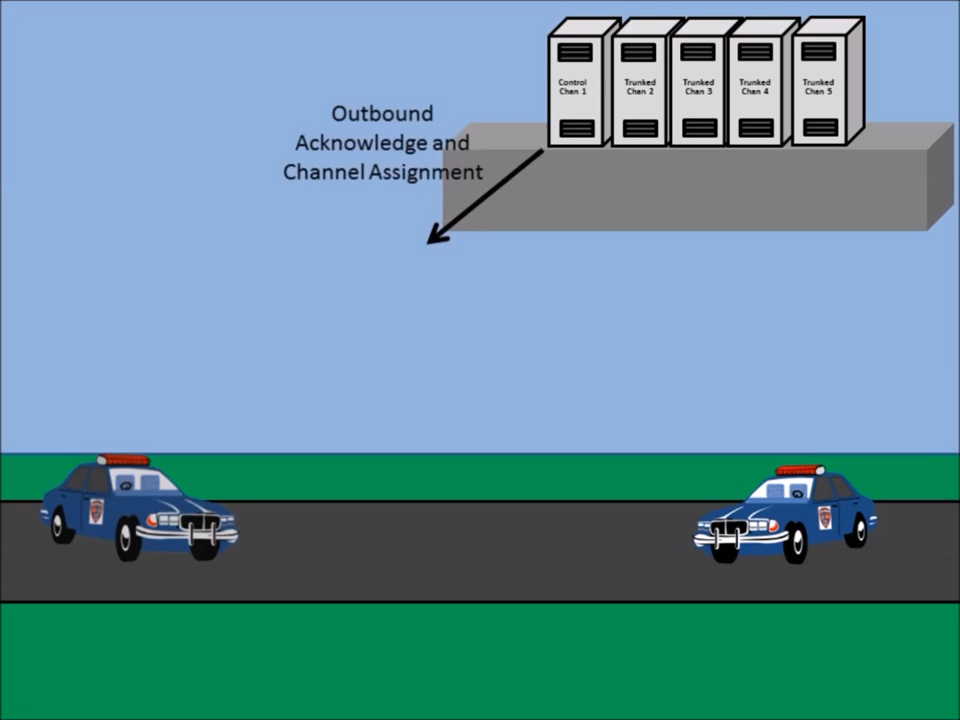 Outbound
Acknowledge and
Channel Assignment
Control
Chan 1
Trunked
Chan 2
Trunked
Chan 3
Trunked
Chan 4
Trunked
Chan 5